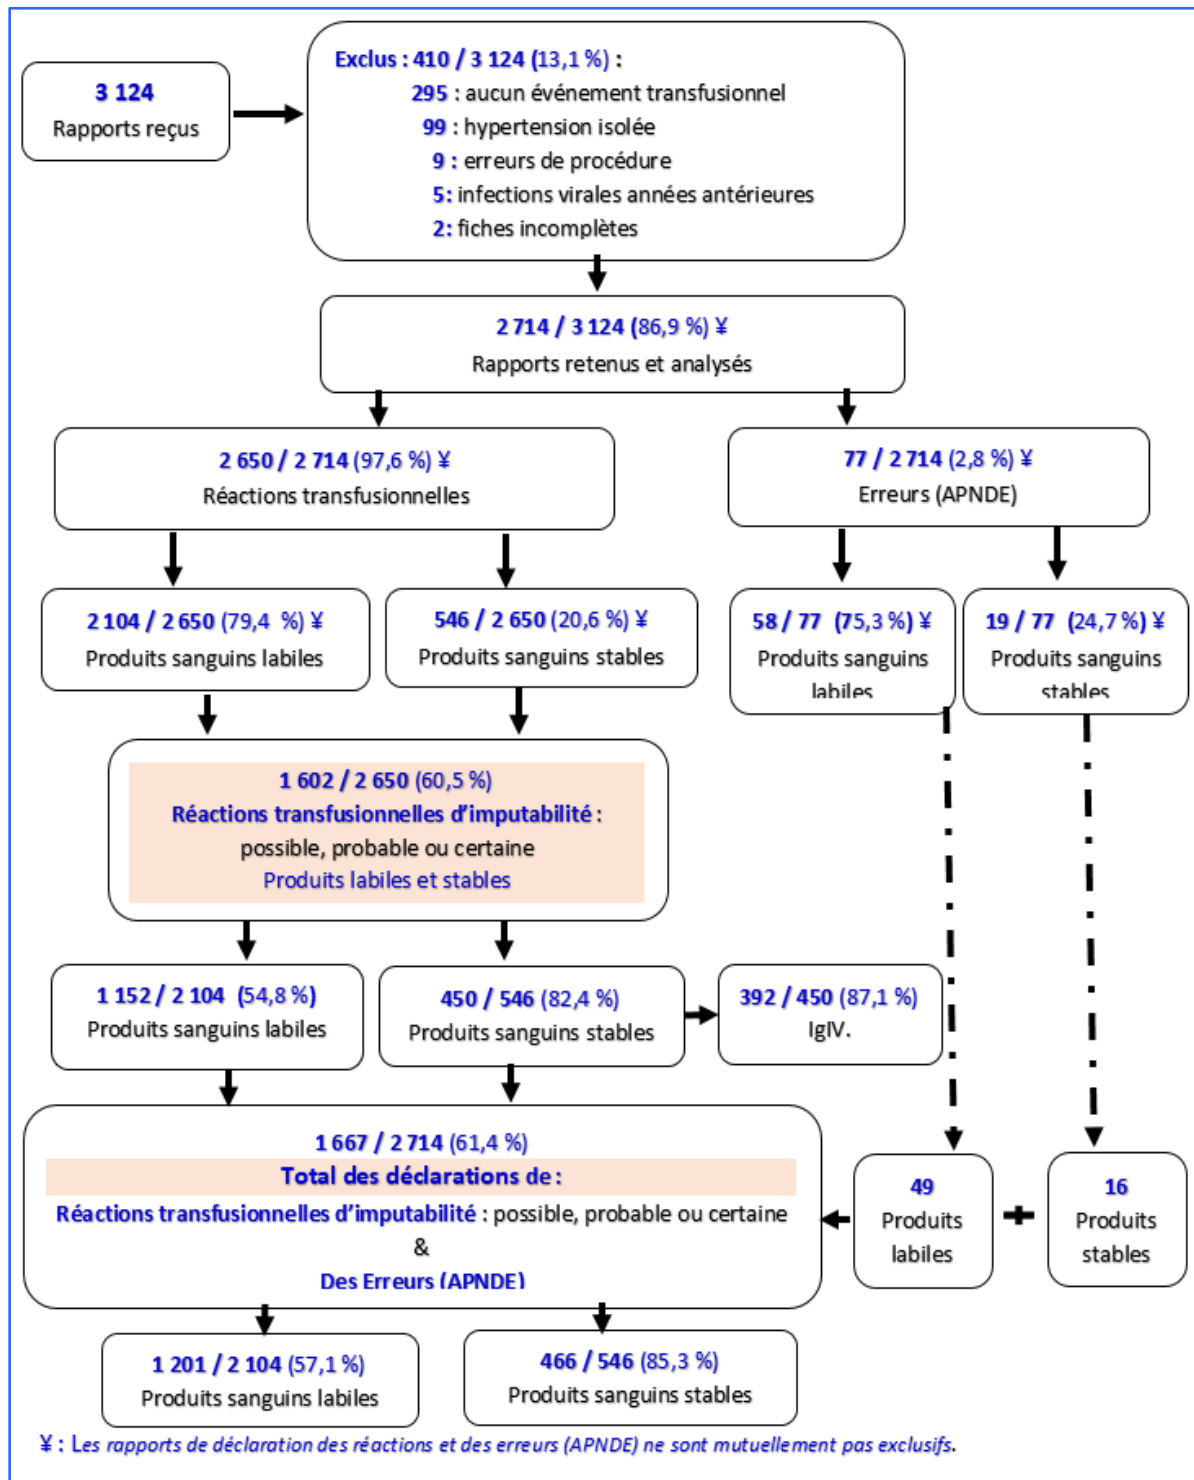 3 124
Rapports reçus
Exclus : 410 / 3 124 (13,1 %) :
295 : aucun événement transfusionnel
99 : hypertension isolée
9 : erreurs de procédure
5: infections virales années antérieures
2: fiches incomplètes
2 714 / 3 124 (86,9 %) ¥
Rapports retenus et analysés
2 650 / 2 714 (97,6 %) ¥
Réactions transfusionnelles
77 / 2 714 (2,8 %) ¥
Erreurs (APNDE)
2 104 / 2 650 (79,4 %) ¥
Produits sanguins labiles
546 / 2 650 (20,6 %) ¥
Produits sanguins stables
58 / 77 (75,3 %) ¥
Produits sanguins
labiles
19 / 77 (24,7 %) ¥
Produits sanguins
stables
1 602 / 2 650 (60,5 %)
Réactions transfusionnelles d’imputabilité :
possible, probable ou certaine
Produits labiles et stables
1 152 / 2 104 (54,8 %)
Produits sanguins labiles
450 / 546 (82,4 %)
Produits sanguins stables
392 / 450 (87,1 %)
IgIV.
1 667 / 2 714 (61,4 %)
Total des déclarations de :
Réactions transfusionnelles d’imputabilité : possible, probable ou certaine
&
Des Erreurs (APNDE)
49
Produits
labiles
16
Produits
stables
1 201 / 2 104 (57,1 %)
Produits sanguins labiles
466 / 546 (85,3 %)
Produits sanguins stables
¥ : Les rapports de déclaration des réactions et des erreurs (APNDE) ne sont mutuellement pas exclusifs.